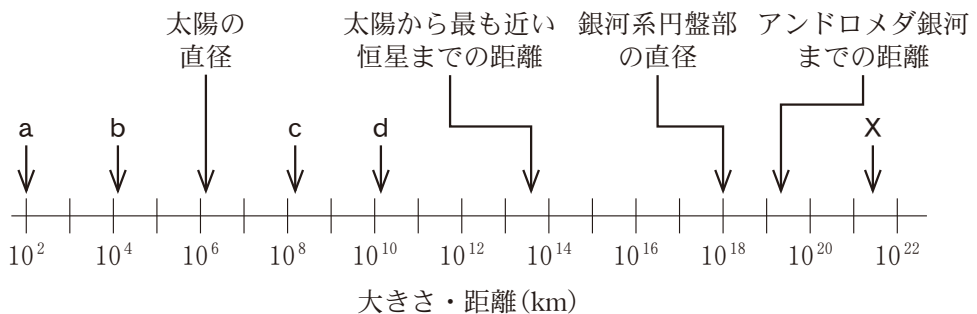 太陽の
直径
太陽から最も近い
恒星までの距離
銀河系円盤部
の直径
アンドロメダ銀河
までの距離
a b c d X
10² 10⁴ 10⁶ 10⁸ 10¹⁰ 10¹² 10¹⁴ 10¹⁶ 10¹⁸ 10²⁰ 10²²
大きさ・距離(km)